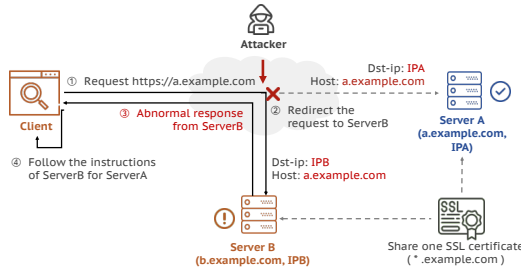 Attacker
① Request https://a.example.com
Dst-ip: IPA
Host: a.example.com
③ Abnormal response
from ServerB
② Redirect the
request to ServerB
Client
Server A
(a.example.com,
IPA)
④ Follow the instructions
of ServerB for ServerA
Dst-ip: IPB
Host: a.example.com
SSL
Server B
(b.example.com, IPB)
Share one SSL certificate
( * .example.com )